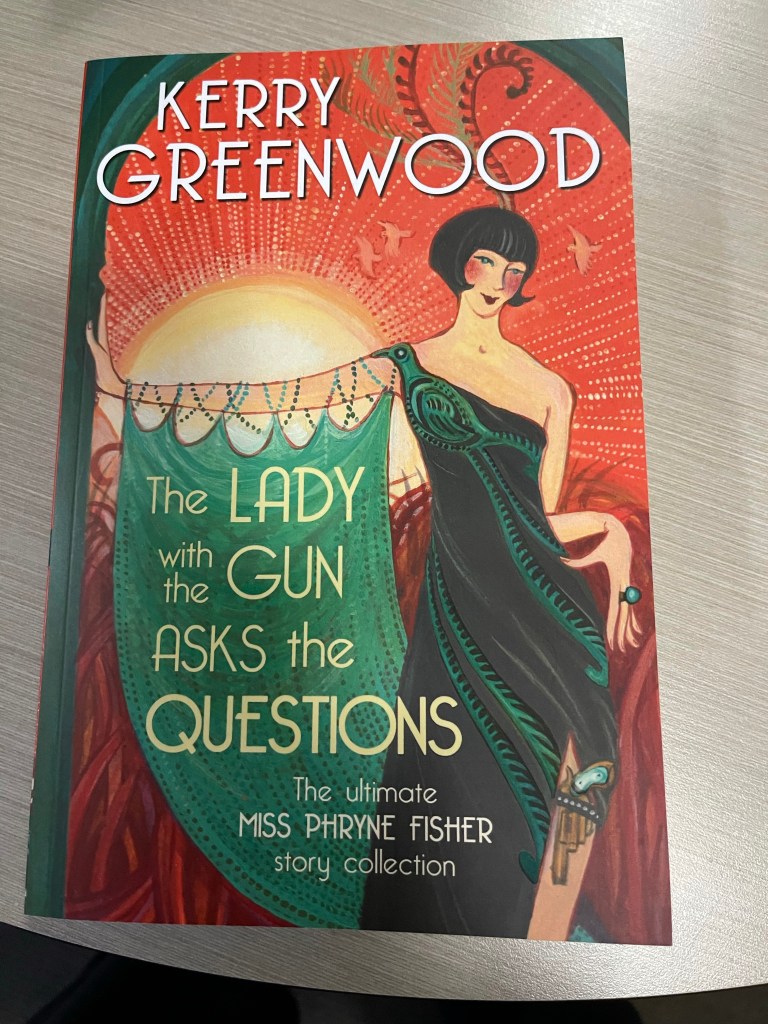 KERRY
GREENWOOD
The LADY
with the GUN
ASKS the
QUESTIONS
The ultimate
MISS PHRYNE FISHER
story collection